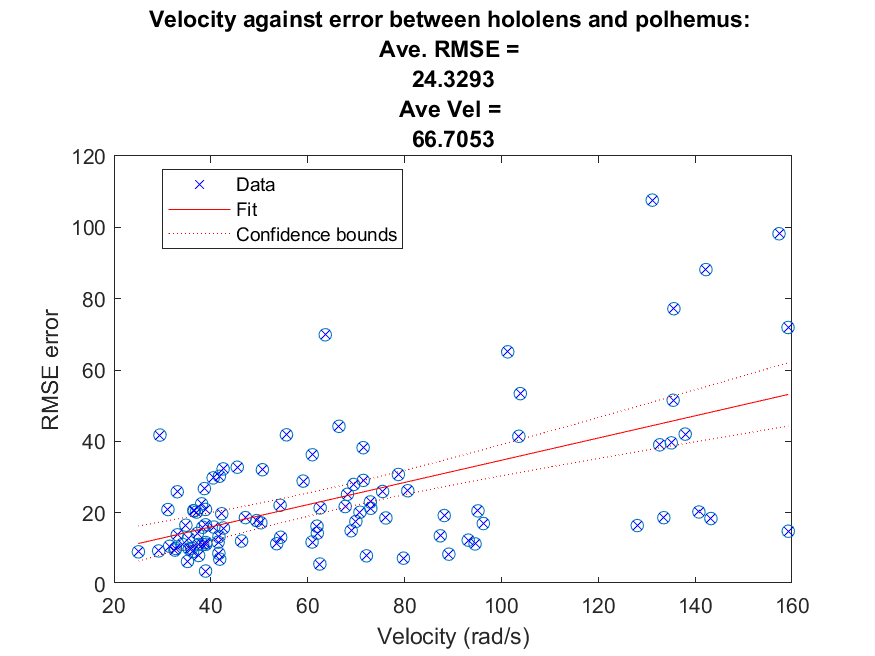 Velocity against error between hololens and polhemus:
Ave. RMSE =
24.3293
Ave Vel =
66.7053
120
100
80
60
40
20
0
RMSE error
Data
Fit
Confidence bounds
20 40 60 80 100 120 140 160
Velocity (rad/s)